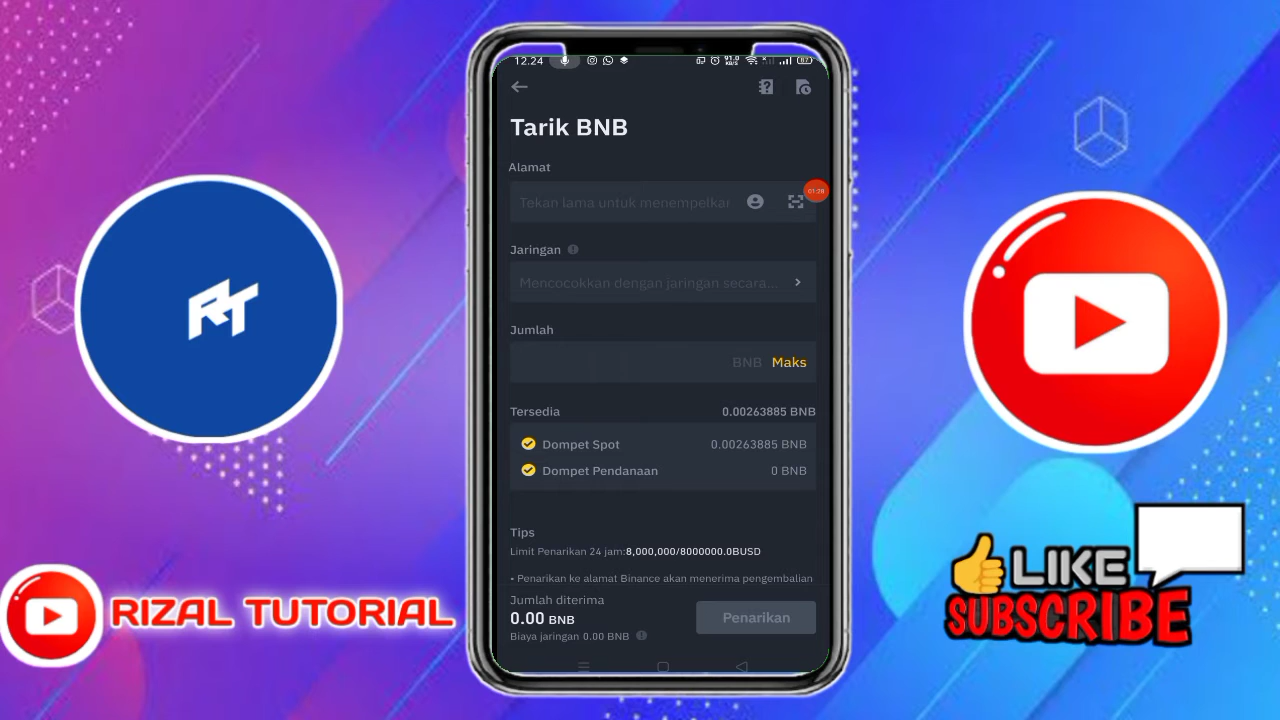 12.24
Tarik BNB
Alamat
01:28
Tekan lama untuk menempelkan
Jaringan
Mencocokkan dengan jaringan secara...
Jumlah
BNB Maks
Tersedia 0.00263885 BNB
Dompet Spot 0.00263885 BNB
Dompet Pendanaan 0 BNB
Tips
Limit Penarikan 24 jam:8,000,000/8000000.0BUSD
• Penarikan ke alamat Binance akan menerima pengembalian
Jumlah diterima
0.00 BNB
Penarikan
Biaya jaringan 0.00 BNB
RT
RIZAL TUTORIAL
LIKE
SUBSCRIBE